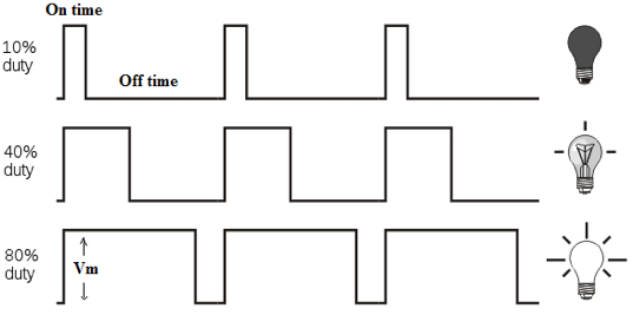 On time
10%
duty
Off time
40%
duty
80%
duty
Vm